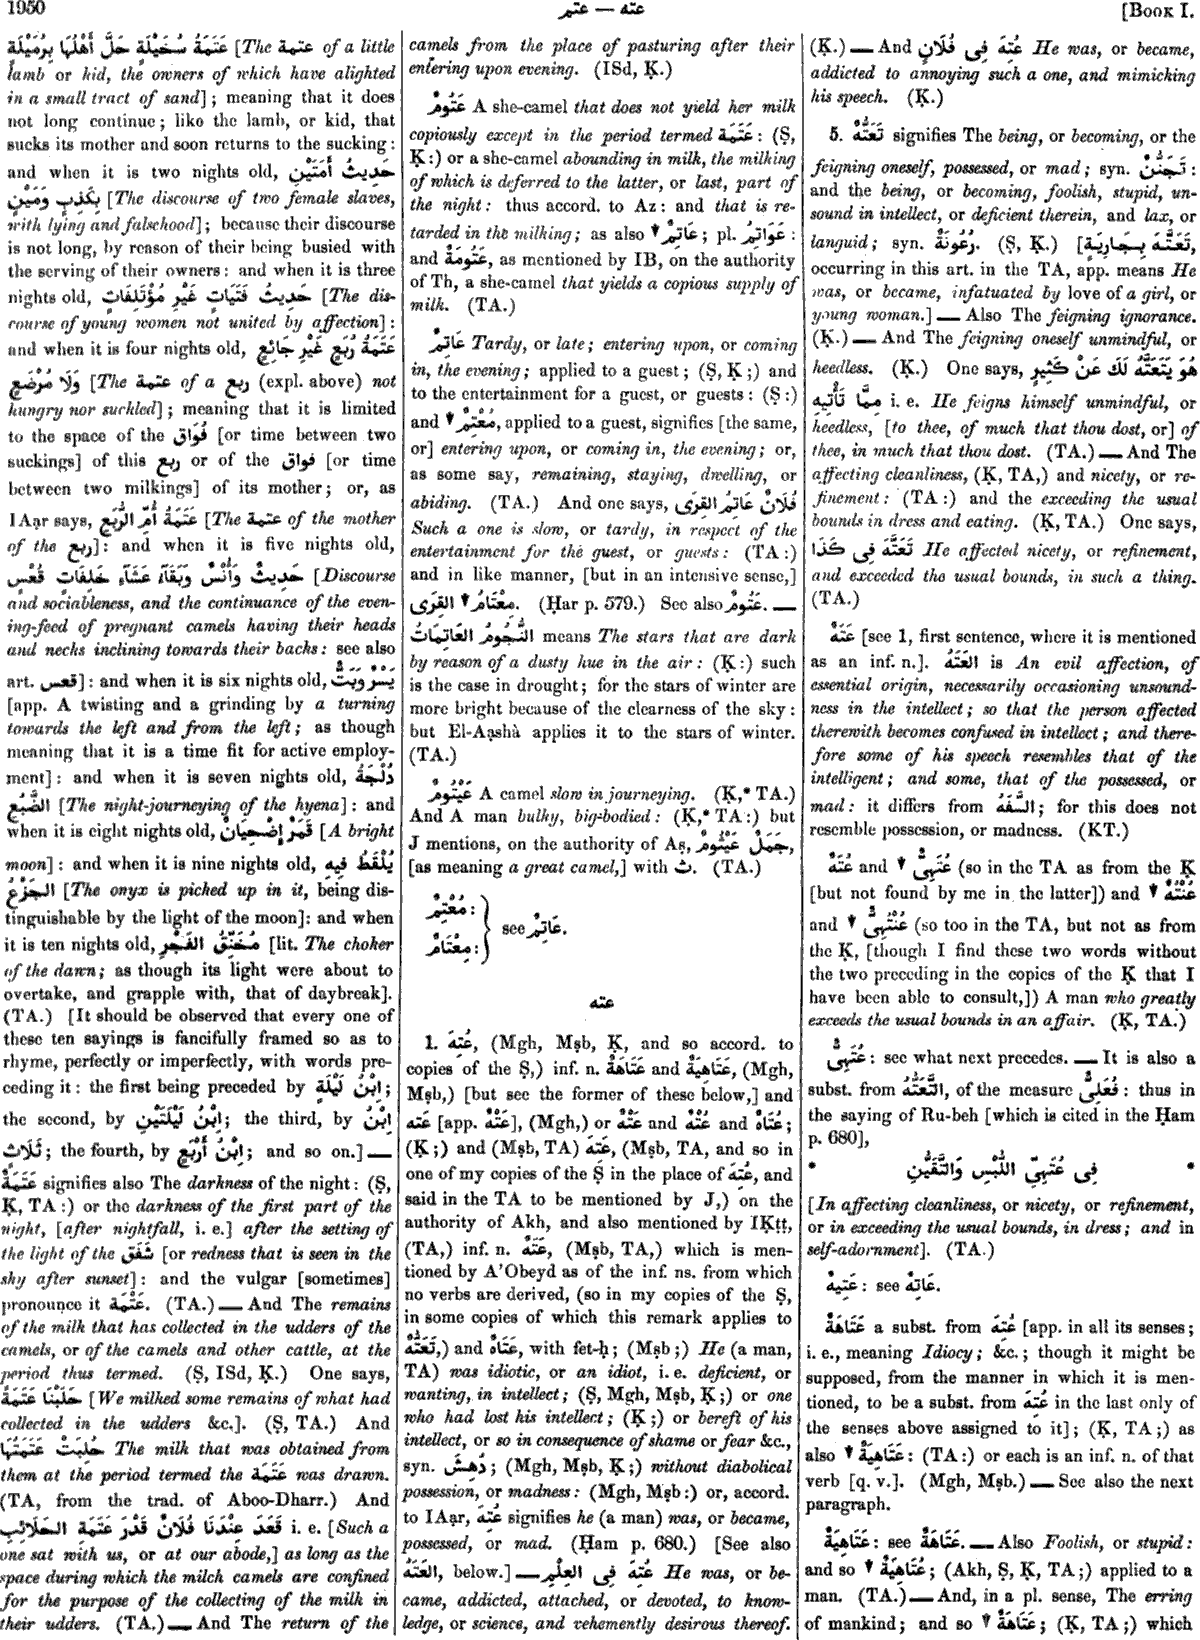 1950
عتم — عته
[Book I.
عَتَمَةُ سُخَيْلَةٍ حَلَّ أَهْلُهَا بِرُمَيْلَةٍ [The عتمة of a little
lamb or kid, the owners of which have alighted
in a small tract of sand]; meaning that it does
not long continue; like the lamb, or kid, that
sucks its mother and soon returns to the sucking:
and when it is two nights old, حَدِيثُ أَمَتَيْنِ
بِكَذِبٍ وَمَيْنٍ [The discourse of two female slaves,
with lying and falsehood]; because their discourse
is not long, by reason of their being busied with
the serving of their owners: and when it is three
nights old, حَدِيثُ فَتَيَاتٍ غَيْرِ مُؤْتَلِفَاتٍ [The dis-
course of young women not united by affection]:
and when it is four nights old, عَتَمَةُ رُبَعٍ غَيْرِ جَائِعٍ
وَلَا مُرْضَعٍ [The عتمة of a ربع (expl. above) not
hungry nor suckled]; meaning that it is limited
to the space of the فُوَاق [or time between two
suckings] of this ربع or of the فواق [or time
between two milkings] of its mother; or, as
IAạr says, عَتَمَةُ أُمِّ الرُّبَعِ [The عتمة of the mother
of the ربع]: and when it is five nights old,
حَدِيثٌ وَأُنْسٌ وَبَقَآءُ عَشَآءِ خَلِفَاتٍ قُعْسٍ [Discourse
and sociableness, and the continuance of the even-
ing-feed of pregnant camels having their heads
and necks inclining towards their backs: see also
art. قعس]: and when it is six nights old, يَسْرٌ وَبَتٌّ
[app. A twisting and a grinding by a turning
towards the left and from the left; as though
meaning that it is a time fit for active employ-
ment]: and when it is seven nights old, دُلْجَةُ
الضَّبُعِ [The night-journeying of the hyena]: and
when it is eight nights old, قَمَرٌ إِضْحِيَانٌ [A bright
moon]: and when it is nine nights old, يُلْقَطُ فِيهِ
الجَزْعُ [The onyx is picked up in it, being dis-
tinguishable by the light of the moon]: and when
it is ten nights old, مُخَنِّقُ الفَجْرِ [lit. The choker
of the dawn; as though its light were about to
overtake, and grapple with, that of daybreak].
(TA.) [It should be observed that every one of
these ten sayings is fancifully framed so as to
rhyme, perfectly or imperfectly, with words pre-
ceding it: the first being preceded by اِبْنُ لَيْلَةٍ;
the second, by اِبْنُ لَيْلَتَيْنِ; the third, by اِبْنُ
ثَلَاثٍ; the fourth, by اِبْنُ أَرْبَعٍ; and so on.] —
عَتَمَةٌ signifies also The darkness of the night: (Ṣ,
Ḳ, TA:) or the darkness of the first part of the
night, [after nightfall, i. e.] after the setting of
the light of the شَفَق [or redness that is seen in the
sky after sunset]: and the vulgar [sometimes]
pronounce it عَتْمَة. (TA.) — And The remains
of the milk that has collected in the udders of the
camels, or of the camels and other cattle, at the
period thus termed. (Ṣ, ISd, Ḳ.) One says,
حَلَبْنَا عَتَمَةً [We milked some remains of what had
collected in the udders &c.]. (Ṣ, TA.) And
حُلِبَتْ عَتَمَتُهَا The milk that was obtained from
them at the period termed the عَتَمَة was drawn.
(TA, from the trad. of Aboo-Dharr.) And
قَعَدَ عِنْدَنَا فُلَانٌ قَدْرَ عَتَمَةِ الحَلَائِبِ i. e. [Such a
one sat with us, or at our abode,] as long as the
space during which the milch camels are confined
for the purpose of the collecting of the milk in
their udders. (TA.) — And The return of the
camels from the place of pasturing after their
entering upon evening. (ISd, Ḳ.)
عَتُومٌ A she-camel that does not yield her milk
copiously except in the period termed عَتَمَة: (Ṣ,
Ḳ:) or a she-camel abounding in milk, the milking
of which is deferred to the latter, or last, part of
the night: thus accord. to Az: and that is re-
tarded in the milking; as also ▼ عَاتِمٌ; pl. عَوَاتِمُ:
and عَتُومَةٌ, as mentioned by IB, on the authority
of Th, a she-camel that yields a copious supply of
milk. (TA.)
عَاتِمٌ Tardy, or late; entering upon, or coming
in, the evening; applied to a guest; (Ṣ, Ḳ;) and
to the entertainment for a guest, or guests: (Ṣ:)
and ▼ مُعْتِمٌ, applied to a guest, signifies [the same,
or] entering upon, or coming in, the evening; or,
as some say, remaining, staying, dwelling, or
abiding. (TA.) And one says, فُلَانٌ عَاتِمُ القِرَى
Such a one is slow, or tardy, in respect of the
entertainment for the guest, or guests: (TA:)
and in like manner, [but in an intensive sense,]
▼ مِعْتَامُ القِرَى. (Ḥar p. 579.) See also عَتُومٌ. —
النُّجُومُ العَاتِمَاتُ means The stars that are dark
by reason of a dusty hue in the air: (Ḳ:) such
is the case in drought; for the stars of winter are
more bright because of the clearness of the sky:
but El-Aạshà applies it to the stars of winter.
(TA.)
عَيْتُومٌ A camel slow in journeying. (Ḳ,* TA.)
And A man bulky, big-bodied: (Ḳ,* TA:) but
J mentions, on the authority of Aṣ, جَمَلٌ عَيْثُومٌ,
[as meaning a great camel,] with ث. (TA.)
مُعْتِمٌ:
see عَاتِمٌ.
مِعْتَامٌ:
عته
1. عُتِهَ, (Mgh, Mṣb, Ḳ, and so accord. to
copies of the Ṣ,) inf. n. عَتَاهَةٌ and عَتَاهِيَةٌ, (Mgh,
Mṣb,) [but see the former of these below,] and
عته [app. عَتْهٌ], (Mgh,) or عَتْهٌ and عُتْهٌ and عُتَاهٌ;
(Ḳ;) and (Mṣb, TA) عَتِهَ, (Mṣb, TA, and so in
one of my copies of the Ṣ in the place of عُتِهَ, and
said in the TA to be mentioned by J,) on the
authority of Akh, and also mentioned by IḲṭṭ,
(TA,) inf. n. عَتَهٌ, (Mṣb, TA,) which is men-
tioned by A'Obeyd as of the inf. ns. from which
no verbs are derived, (so in my copies of the Ṣ,
in some copies of which this remark applies to
تَعَتُّهٌ,) and عَتَاهٌ, with fet-ḥ; (Mṣb;) He (a man,
TA) was idiotic, or an idiot, i. e. deficient, or
wanting, in intellect; (Ṣ, Mgh, Mṣb, Ḳ;) or one
who had lost his intellect; (Ḳ;) or bereft of his
intellect, or so in consequence of shame or fear &c.,
syn. دُهِشَ; (Mgh, Mṣb, Ḳ;) without diabolical
possession, or madness: (Mgh, Mṣb:) or, accord.
to IAạr, عُتِهَ signifies he (a man) was, or became,
possessed, or mad. (Ḥam p. 680.) [See also
العَتَهُ, below.] — عُتِهَ فِى العِلْمِ He was, or be-
came, addicted, attached, or devoted, to know-
ledge, or science, and vehemently desirous thereof.
(Ḳ.) — And عُتِهَ فِى فُلَانٍ He was, or became,
addicted to annoying such a one, and mimicking
his speech. (Ḳ.)
5. تَعَتُّهٌ signifies The being, or becoming, or the
feigning oneself, possessed, or mad; syn. تَجَنُّنٌ:
and the being, or becoming, foolish, stupid, un-
sound in intellect, or deficient therein, and lax, or
languid; syn. رُعُونَةٌ. (Ṣ, Ḳ.) [تَعَتَّهَ بِجَارِيَةٍ,
occurring in this art. in the TA, app. means He
was, or became, infatuated by love of a girl, or
young woman.] — Also The feigning ignorance.
(Ḳ.) — And The feigning oneself unmindful, or
heedless. (Ḳ.) One says, هُوَ يَتَعَتَّهُ لَكَ عَنْ كَثِيرٍ
مِمَّا تَأْتِيهِ i. e. He feigns himself unmindful, or
heedless, [to thee, of much that thou dost, or] of
thee, in much that thou dost. (TA.) — And The
affecting cleanliness, (Ḳ, TA,) and nicety, or re-
finement: (TA:) and the exceeding the usual
bounds in dress and eating. (Ḳ, TA.) One says,
تَعَتَّهَ فِى كَذَا He affected nicety, or refinement,
and exceeded the usual bounds, in such a thing.
(TA.)
عَتَهٌ [see 1, first sentence, where it is mentioned
as an inf. n.]. العَتَهُ is An evil affection, of
essential origin, necessarily occasioning unsound-
ness in the intellect; so that the person affected
therewith becomes confused in intellect; and there-
fore some of his speech resembles that of the
intelligent; and some, that of the possessed, or
mad: it differs from السَّفَهُ; for this does not
resemble possession, or madness. (KT.)
عُتَهٌ and ▼ عُتَهِىٌّ (so in the TA as from the Ḳ
[but not found by me in the latter]) and ▼ عُنْتُهٌ
and ▼ عُنْتُهِىٌّ (so too in the TA, but not as from
the Ḳ, [though I find these two words without
the two preceding in the copies of the Ḳ that I
have been able to consult,]) A man who greatly
exceeds the usual bounds in an affair. (Ḳ, TA.)
عُتَهِىٌّ: see what next precedes. — It is also a
subst. from التَّعَتُّهُ, of the measure فُعَلِىٌّ: thus in
the saying of Ru-beh [which is cited in the Ḥam
p. 680],
* فِى عُتَهِىِّ اللُّبْسِ وَالتَّقَيُّنِ *
[In affecting cleanliness, or nicety, or refinement,
or in exceeding the usual bounds, in dress; and in
self-adornment]. (TA.)
عَتِيهٌ: see عَاتِهٌ.
عَتَاهَةٌ a subst. from عُتِهَ [app. in all its senses;
i. e., meaning Idiocy; &c.; though it might be
supposed, from the manner in which it is men-
tioned, to be a subst. from عُتِهَ in the last only of
the senses above assigned to it]; (Ḳ, TA;) as
also ▼ عَتَاهِيَةٌ: (TA:) or each is an inf. n. of that
verb [q. v.]. (Mgh, Mṣb.) — See also the next
paragraph.
عَتَاهِيَةٌ: see عَتَاهَةٌ. — Also Foolish, or stupid:
and so ▼ عُتَاهِيَةٌ; (Akh, Ṣ, Ḳ, TA;) applied to a
man. (TA.) — And, in a pl. sense, The erring
of mankind; and so ▼ عَتَاهَةٌ; (Ḳ, TA;) which